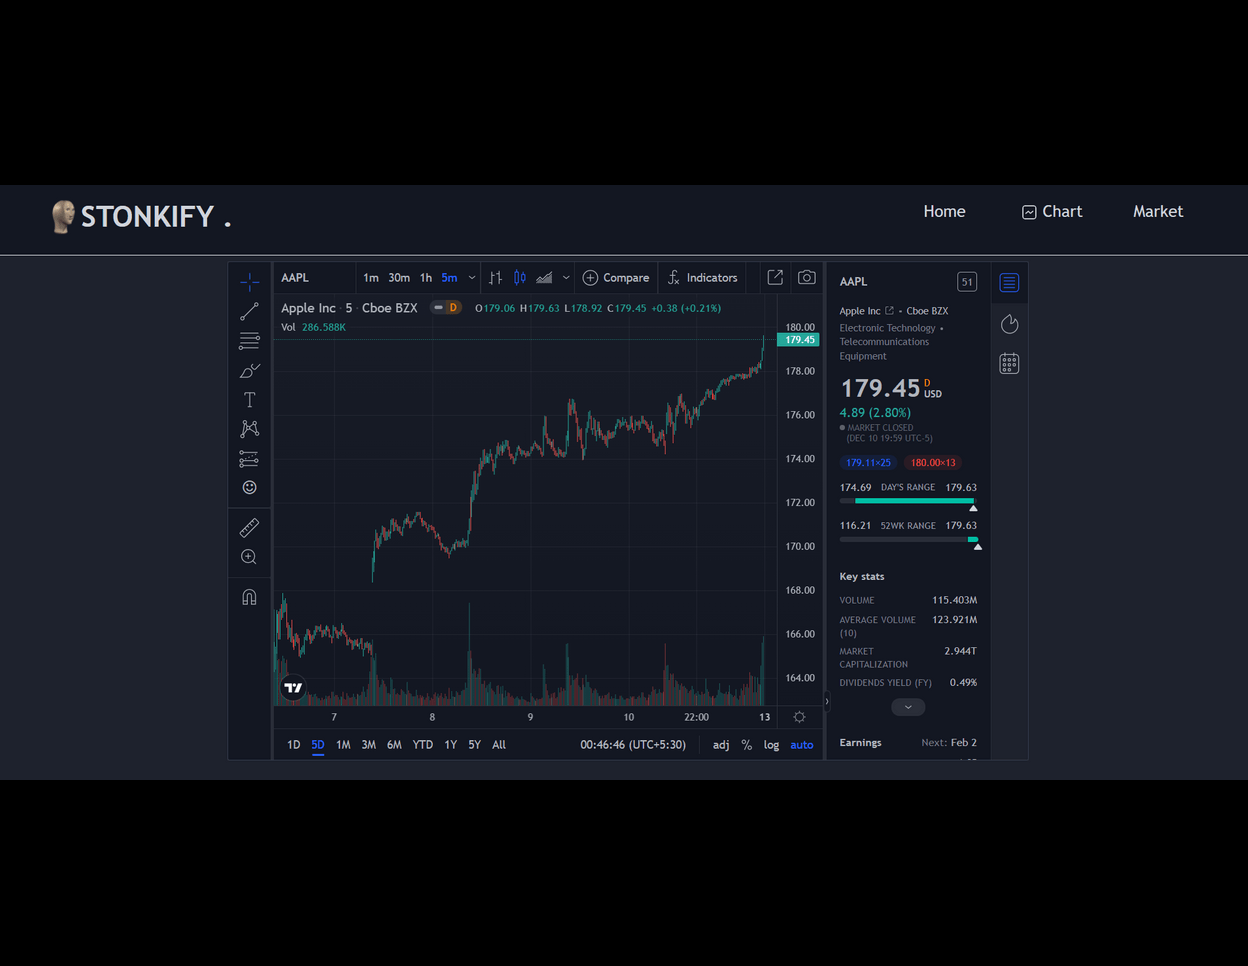 STONKIFY .
Home
Chart
Market
AAPL
1m 30m 1h 5m
Compare
Indicators
Apple Inc · 5 · Cboe BZX
D
O179.06 H179.63 L178.92 C179.45 +0.38 (+0.21%)
Vol 286.588K
180.00
179.45
178.00
176.00
174.00
172.00
170.00
168.00
166.00
164.00
7 8 9 10 22:00 13
1D 5D 1M 3M 6M YTD 1Y 5Y All
00:46:46 (UTC+5:30)
adj % log auto
AAPL
51
Apple Inc • Cboe BZX
Electronic Technology •
Telecommunications
Equipment
179.45 D USD
4.89 (2.80%)
MARKET CLOSED
(DEC 10 19:59 UTC-5)
179.11×25 180.00×13
174.69 DAY'S RANGE 179.63
116.21 52WK RANGE 179.63
Key stats
VOLUME 115.403M
AVERAGE VOLUME 123.921M
(10)
MARKET 2.944T
CAPITALIZATION
DIVIDENDS YIELD (FY) 0.49%
Earnings Next: Feb 2